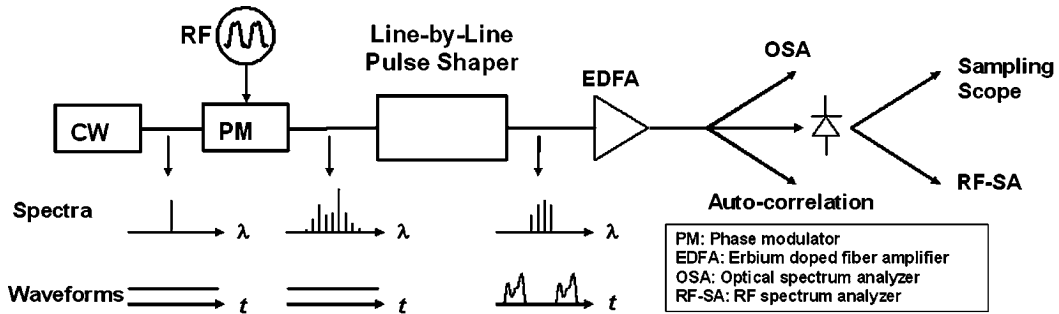 RF
Line-by-Line
Pulse Shaper
EDFA
OSA
Sampling
Scope
CW
PM
RF-SA
Auto-correlation
Spectra
λ
λ
λ
PM: Phase modulator
EDFA: Erbium doped fiber amplifier
OSA: Optical spectrum analyzer
RF-SA: RF spectrum analyzer
Waveforms
t
t
t